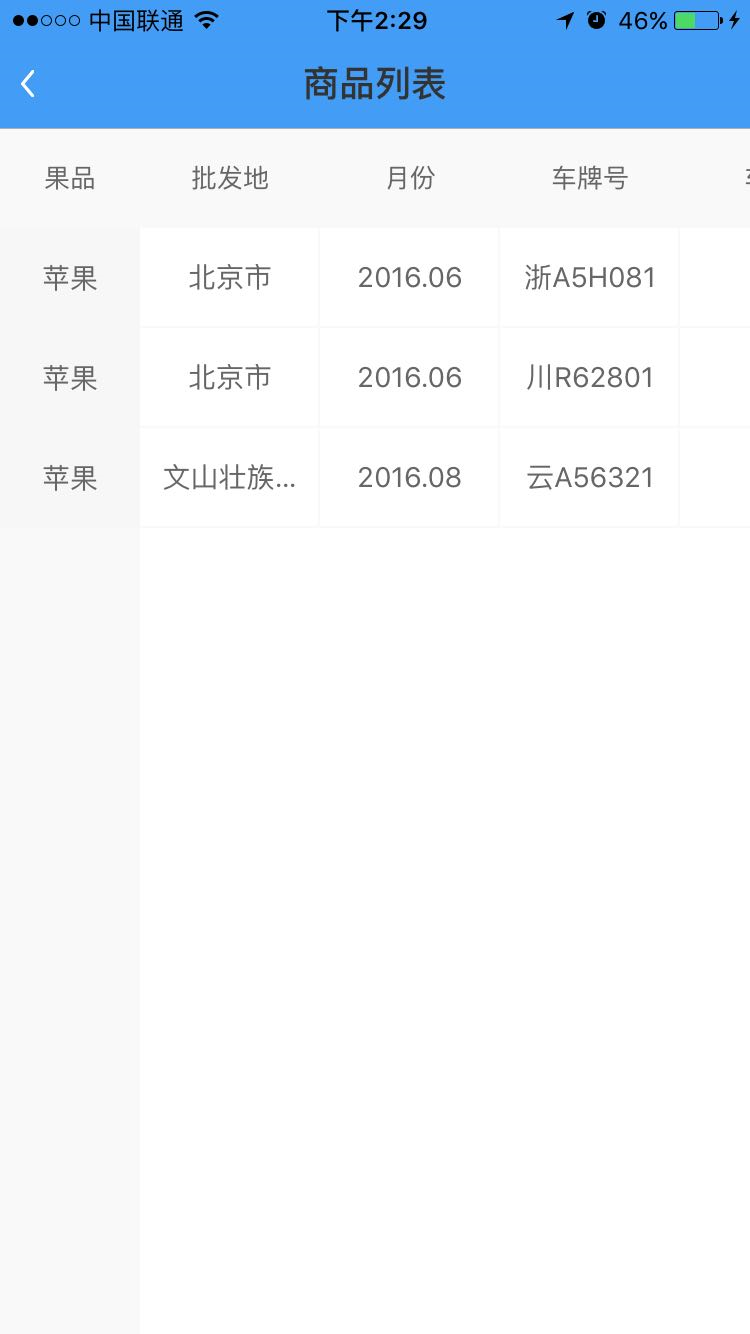 中国联通 下午2:29 46%
商品列表
果品 批发地 月份 车牌号
苹果 北京市 2016.06 浙A5H081
苹果 北京市 2016.06 川R62801
苹果 文山壮族... 2016.08 云A56321